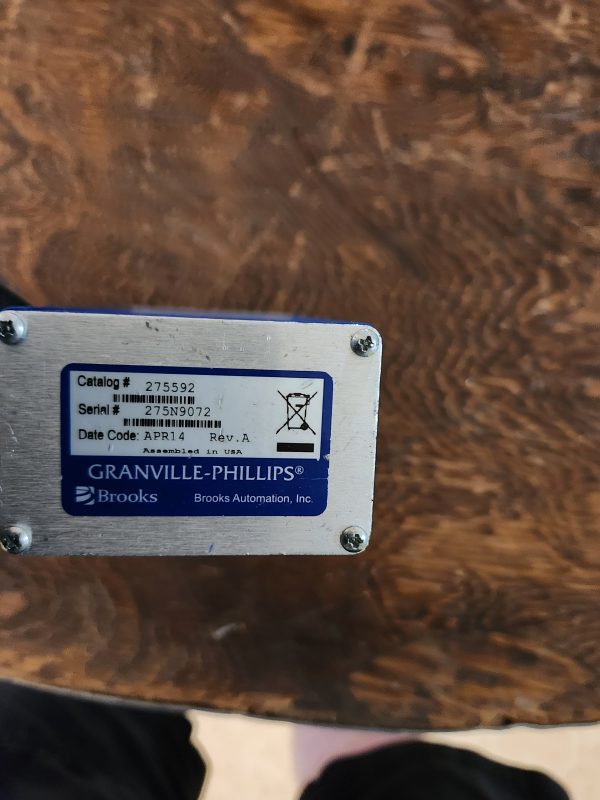 Catalog # 275592
Serial # 275N9072
Date Code: APR14 Rev.A
Assembled in USA
GRANVILLE-PHILLIPS®
Brooks Brooks Automation, Inc.